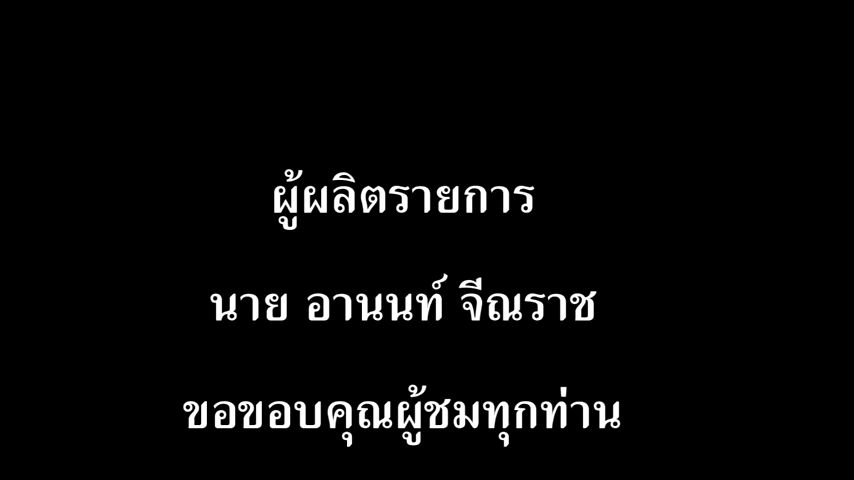 ผู้ผลิตรายการ
นาย อานนท์ จีณราช
ขอขอบคุณผู้ชมทุกท่าน